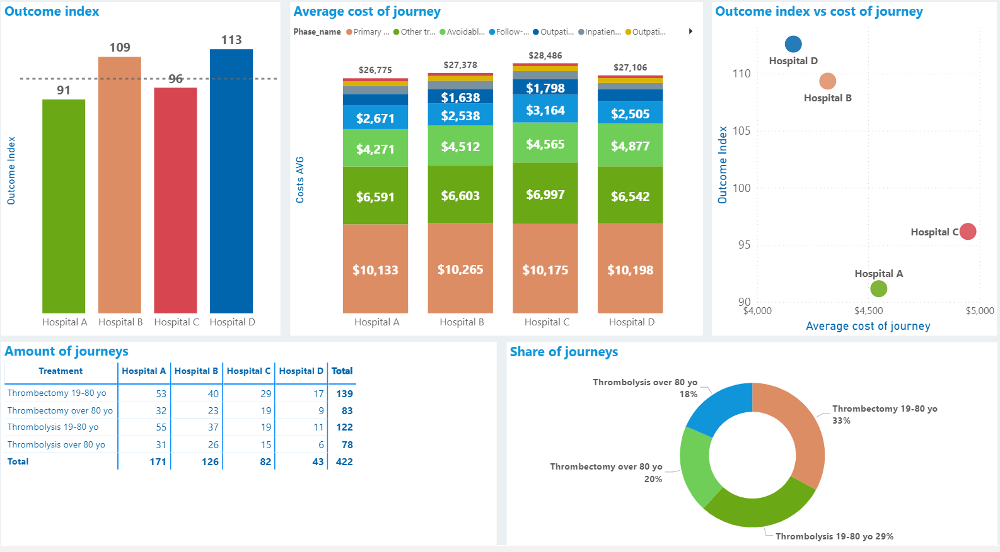 Outcome index
113
109
96
91
Outcome Index
Hospital A Hospital B Hospital C Hospital D
Average cost of journey
Phase_name Primary ... Other tr... Avoidabl... Follow-... Outpati... Inpatien... Outpati...
$26,775 $27,378 $28,486 $27,106
$1,638 $1,798
$2,671 $2,538 $3,164 $2,505
$4,271 $4,512 $4,565 $4,877
$6,591 $6,603 $6,997 $6,542
$10,133 $10,265 $10,175 $10,198
Costs AVG
Hospital A Hospital B Hospital C Hospital D
Outcome index vs cost of journey
Hospital D
110
Hospital B
105
Outcome Index
100
Hospital C
95
Hospital A
90
$4,000 $4,500 $5,000
Average cost of journey
Amount of journeys
Treatment Hospital A Hospital B Hospital C Hospital D Total
Thrombectomy 19-80 yo 53 40 29 17 139
Thrombectomy over 80 yo 32 23 19 9 83
Thrombolysis 19-80 yo 55 37 19 11 122
Thrombolysis over 80 yo 31 26 15 6 78
Total 171 126 82 43 422
Share of journeys
Thrombolysis over 80 yo
18%
Thrombectomy 19-80 yo
33%
Thrombectomy over 80 yo
20%
Thrombolysis 19-80 yo 29%